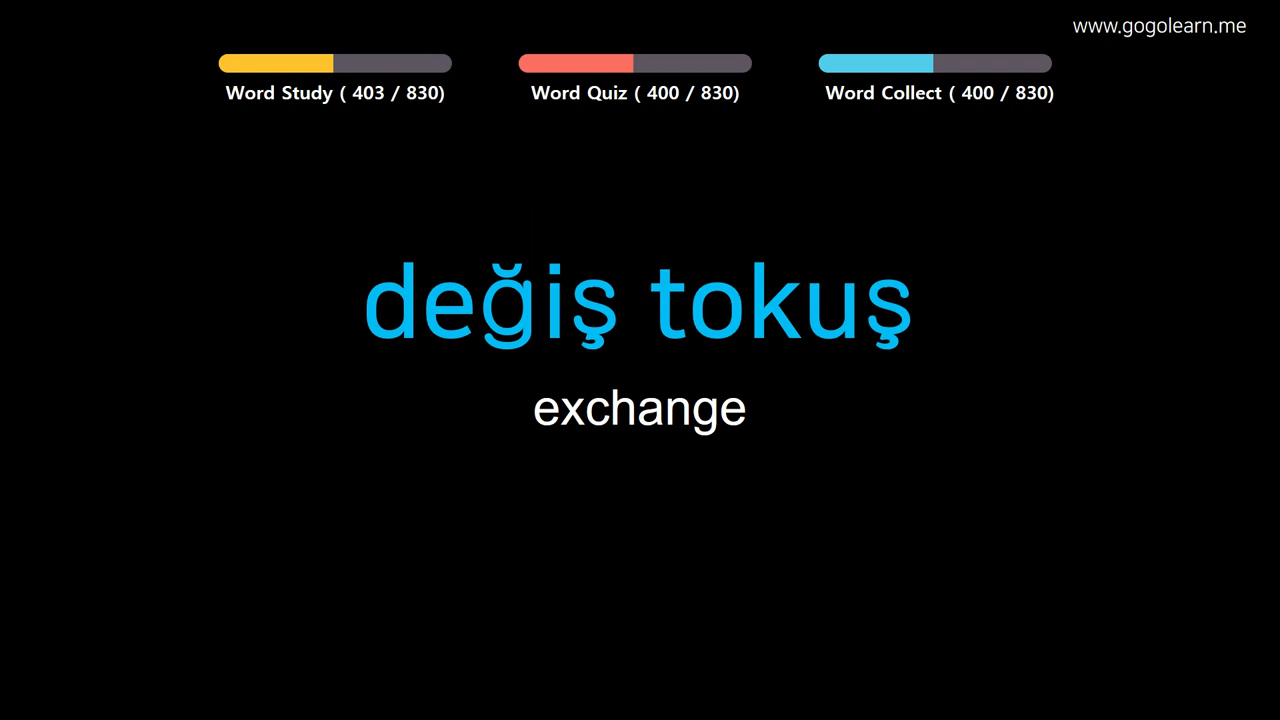 www.gogolearn.me
Word Study ( 403 / 830)
Word Quiz ( 400 / 830)
Word Collect ( 400 / 830)
değiş tokuş
exchange